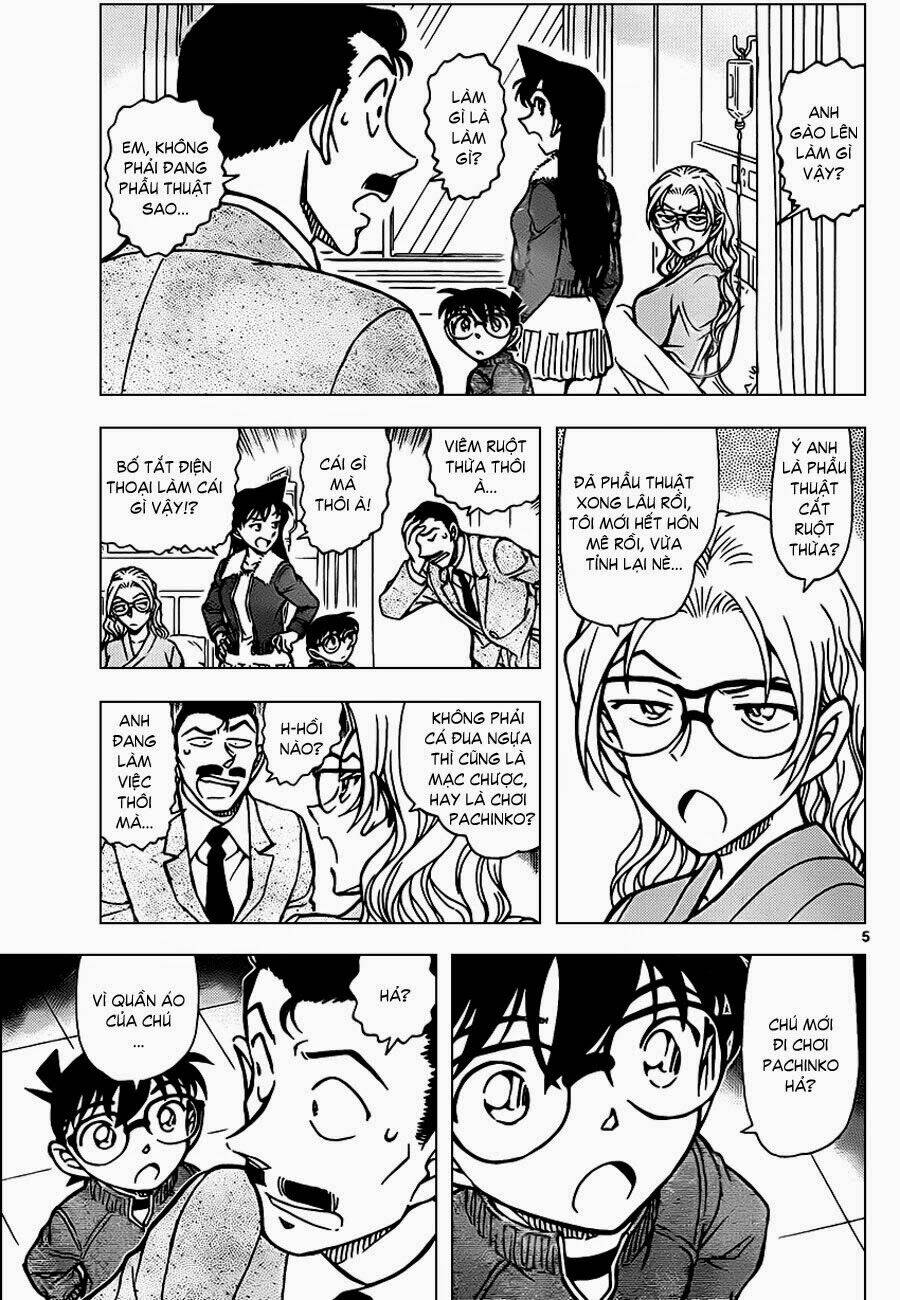 ANH
GÀO LÊN
LÀM GÌ
VẬY?
LÀM
GÌ LÀ
LÀM
GÌ?
EM, KHÔNG
PHẢI ĐANG
PHẪU THUẬT
SAO...
Ý ANH
LÀ PHẪU
THUẬT
CẮT
RUỘT
THỪA?
ĐÃ PHẪU THUẬT
XONG LÂU RỒI,
TÔI MỚI HẾT HÔN
MÊ RỒI, VỪA
TỈNH LẠI NÈ...
VIÊM RUỘT
THỪA THÔI
À...
CÁI GÌ
MÀ
THÔI À!
BỐ TẮT ĐIỆN
THOẠI LÀM CÁI
GÌ VẬY!?
KHÔNG PHẢI
CÁ ĐUA NGỰA
THÌ CŨNG LÀ
MẠC CHƯỢC,
HAY LÀ CHƠI
PACHINKO?
H-HỒI
NÀO?
ANH
ĐANG
LÀM
VIỆC
THÔI
MÀ...
5
CHÚ MỚI
ĐI CHƠI
PACHINKO
HẢ?
HẢ?
VÌ QUẦN ÁO
CỦA CHÚ
...